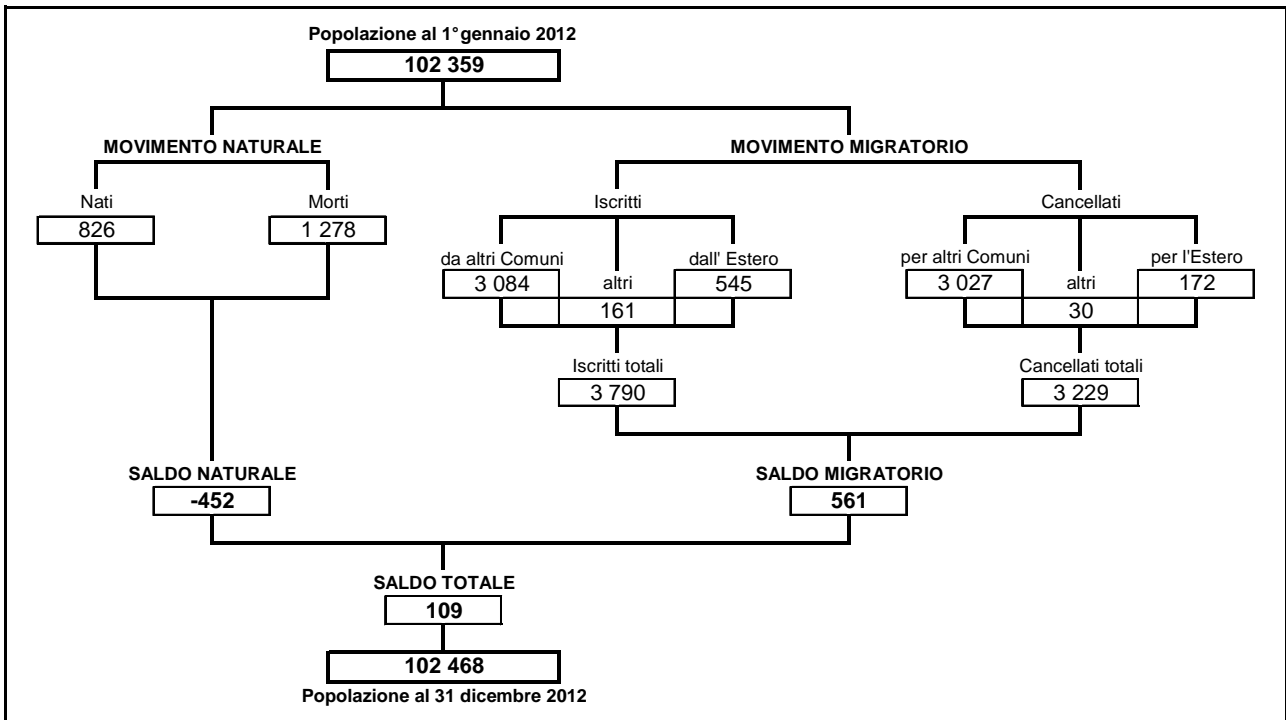 Popolazione al 1° gennaio 2012
102 359
MOVIMENTO NATURALE MOVIMENTO MIGRATORIO
Nati Morti Iscritti Cancellati
826 1 278
da altri Comuni altri dall' Estero per altri Comuni altri per l'Estero
3 084 545 3 027 172
161 30
Iscritti totali Cancellati totali
3 790 3 229
SALDO NATURALE SALDO MIGRATORIO
-452 561
SALDO TOTALE
109
102 468
Popolazione al 31 dicembre 2012